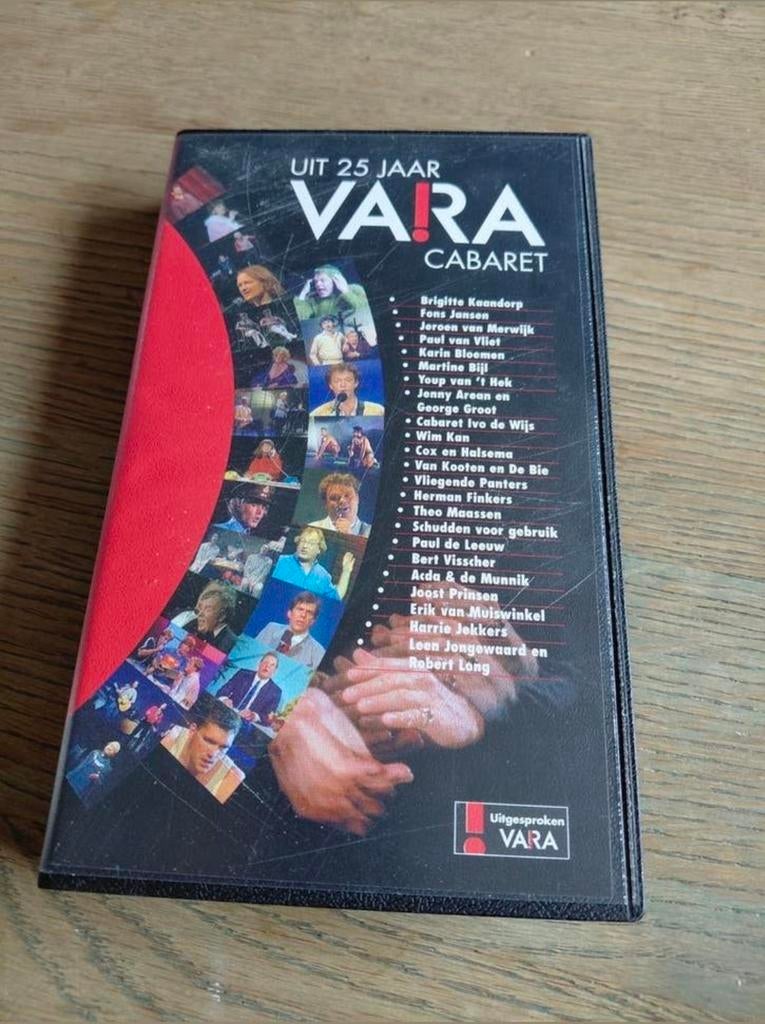 UIT 25 JAAR
VA!RA
CABARET
• Brigitte Kaandorp
• Fons Jansen
• Jeroen van Merwijk
• Paul van Vliet
• Karin Bloemen
• Martine Bijl
• Youp van 't Hek
• Jenny Arean en
George Groot
• Cabaret Ivo de Wijs
• Wim Kan
• Cox en Halsema
• Van Kooten en De Bie
• Vliegende Panters
• Herman Finkers
• Theo Maassen
• Schudden voor gebruik
• Paul de Leeuw
• Bert Visscher
• Acda & de Munnik
• Joost Prinsen
• Erik van Muiswinkel
• Harrie Jekkers
• Leen Jongewaard en
Robert Long
! Uitgesproken
VARA